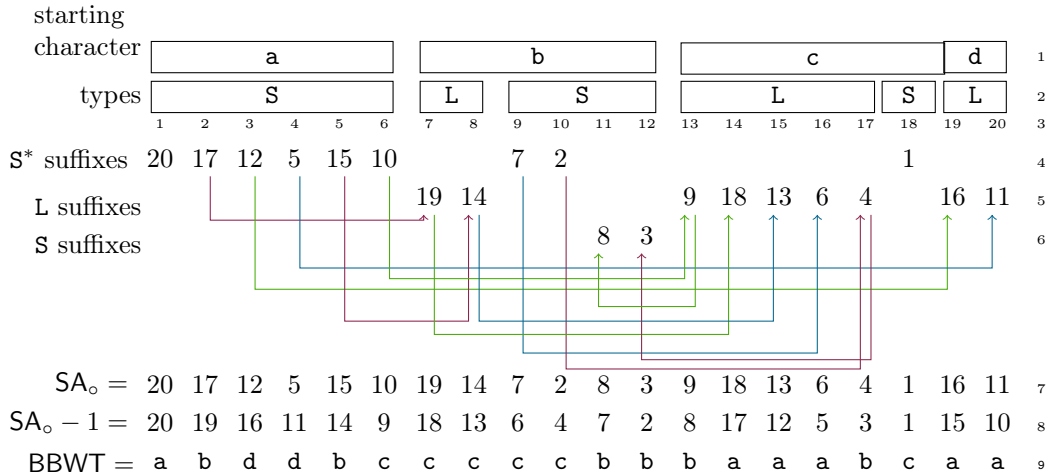 starting
character a b c d 1
types S L S L S L 2
1 2 3 4 5 6 7 8 9 10 11 12 13 14 15 16 17 18 19 20 3
S* suffixes 20 17 12 5 15 10 7 2 1 4
L suffixes 19 14 9 18 13 6 4 16 11 5
S suffixes 8 3 6
SA∘ = 20 17 12 5 15 10 19 14 7 2 8 3 9 18 13 6 4 1 16 11 7
SA∘ − 1 = 20 19 16 11 14 9 18 13 6 4 7 2 8 17 12 5 3 1 15 10 8
BBWT = a b d d b c c c c c b b b a a a b c a a 9